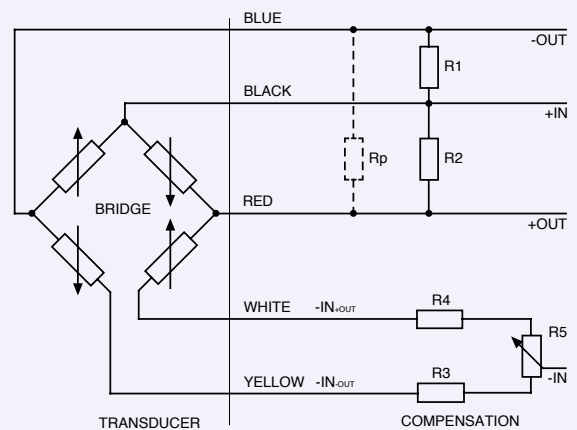 BLUE
-OUT
R1
BLACK
+IN
Rp
R2
BRIDGE
RED
+OUT
WHITE -IN+OUT
R4
R5
-IN
YELLOW -IN-OUT
R3
TRANSDUCER
COMPENSATION